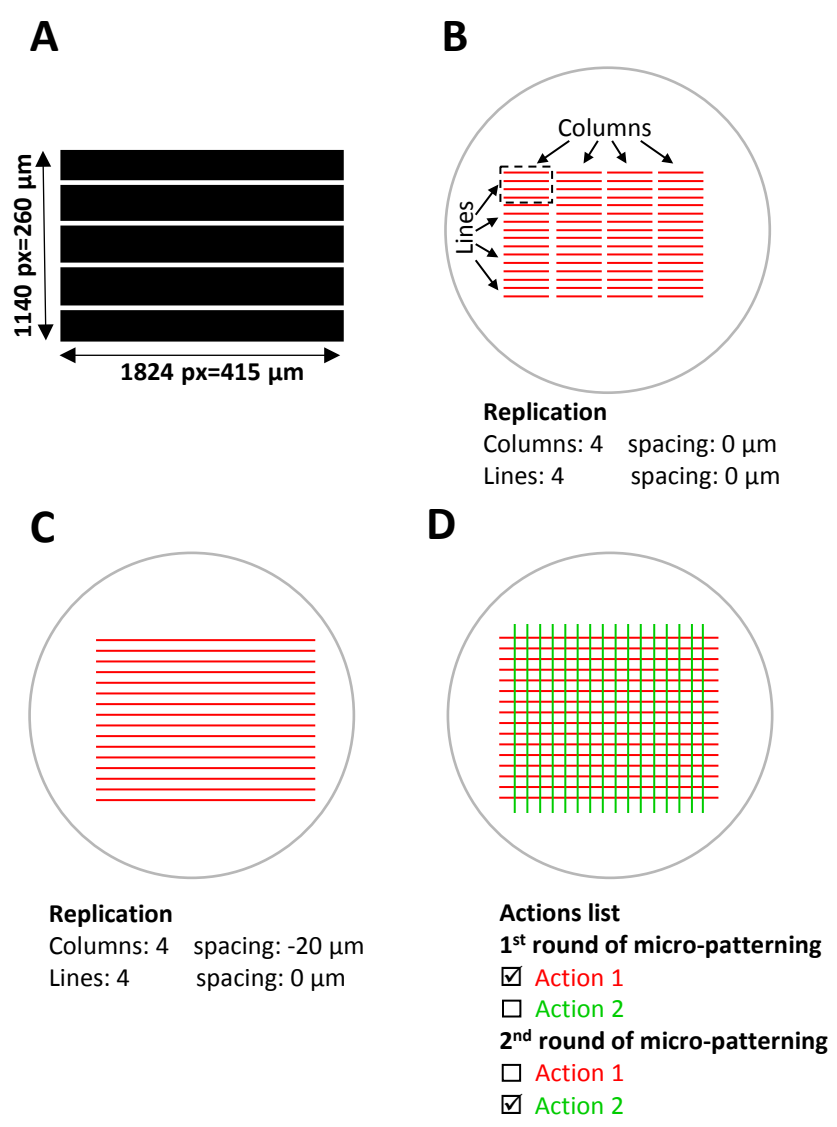 A
1140 px=260 µm
1824 px=415 µm
B
Columns
Lines
Replication
Columns: 4 spacing: 0 µm
Lines: 4 spacing: 0 µm
C
Replication
Columns: 4 spacing: -20 µm
Lines: 4 spacing: 0 µm
D
Actions list
1st round of micro-patterning
☑ Action 1
☐ Action 2
2nd round of micro-patterning
☐ Action 1
☑ Action 2